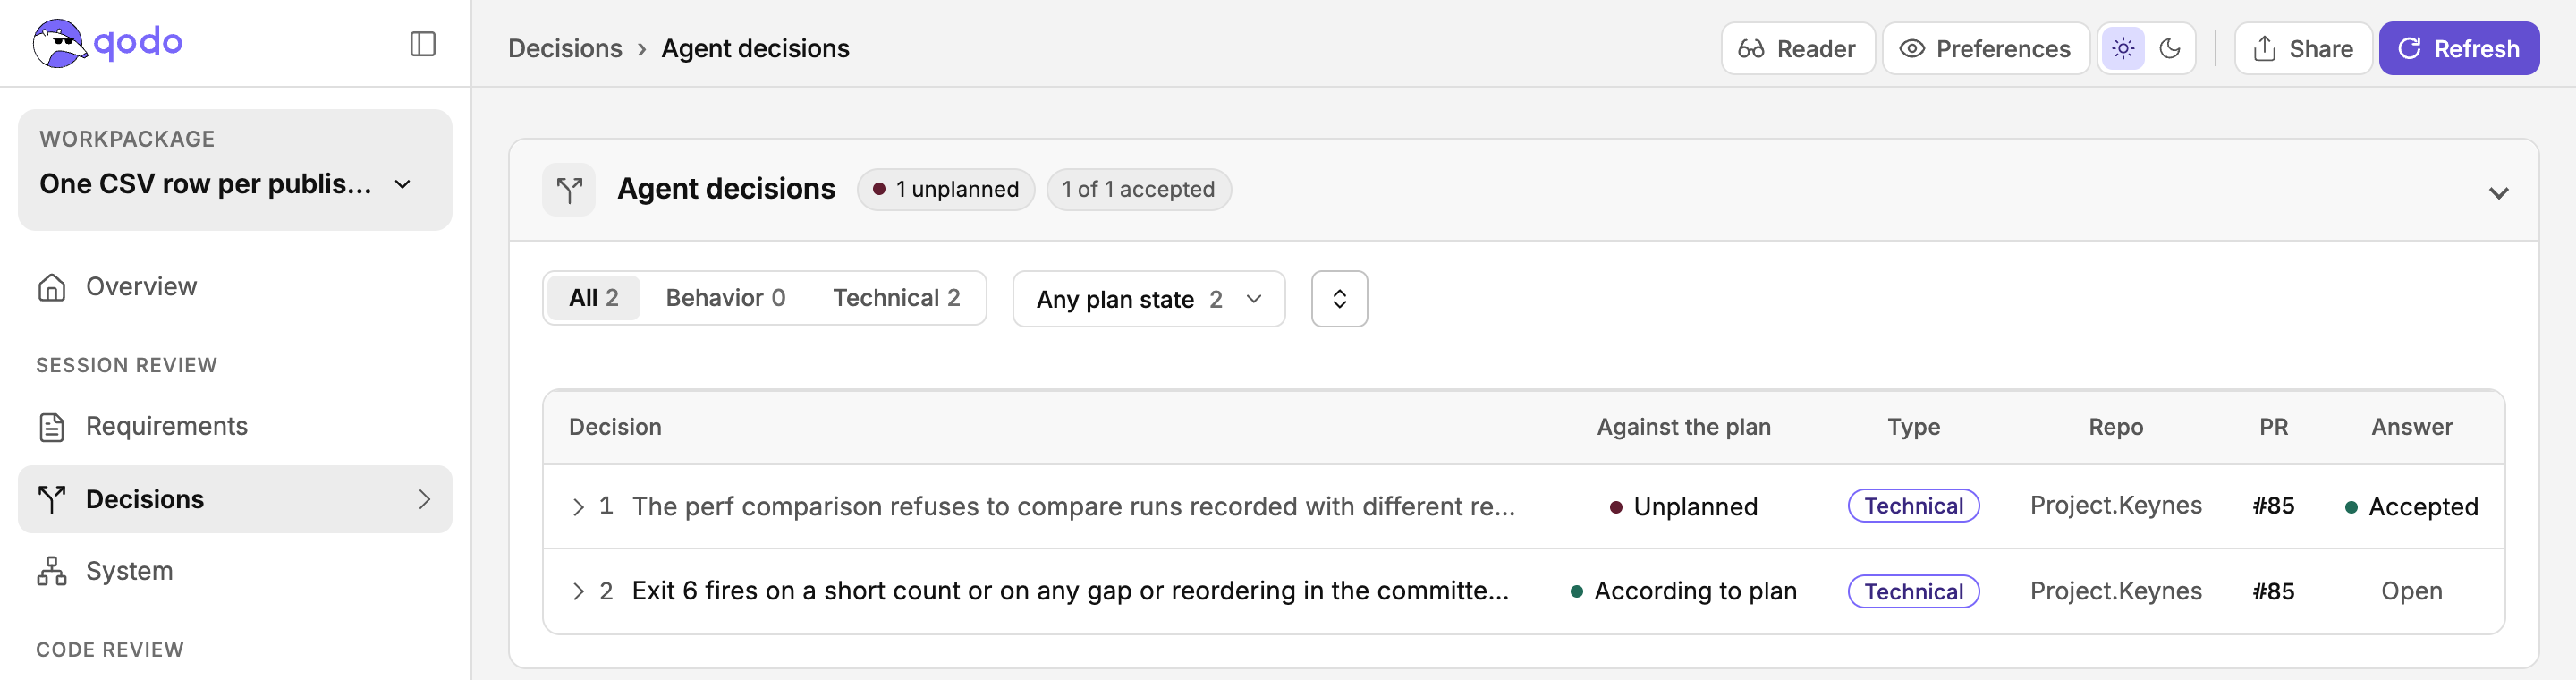 qodo
Decisions > Agent decisions
Reader
Preferences
Share
Refresh
WORKPACKAGE
One CSV row per publis...
Overview
SESSION REVIEW
Requirements
Decisions
System
CODE REVIEW
Agent decisions
1 unplanned
1 of 1 accepted
All 2
Behavior 0
Technical 2
Any plan state 2
Decision Against the plan Type Repo PR Answer
1 The perf comparison refuses to compare runs recorded with different re... Unplanned Technical Project.Keynes #85 Accepted
2 Exit 6 fires on a short count or on any gap or reordering in the committe... According to plan Technical Project.Keynes #85 Open